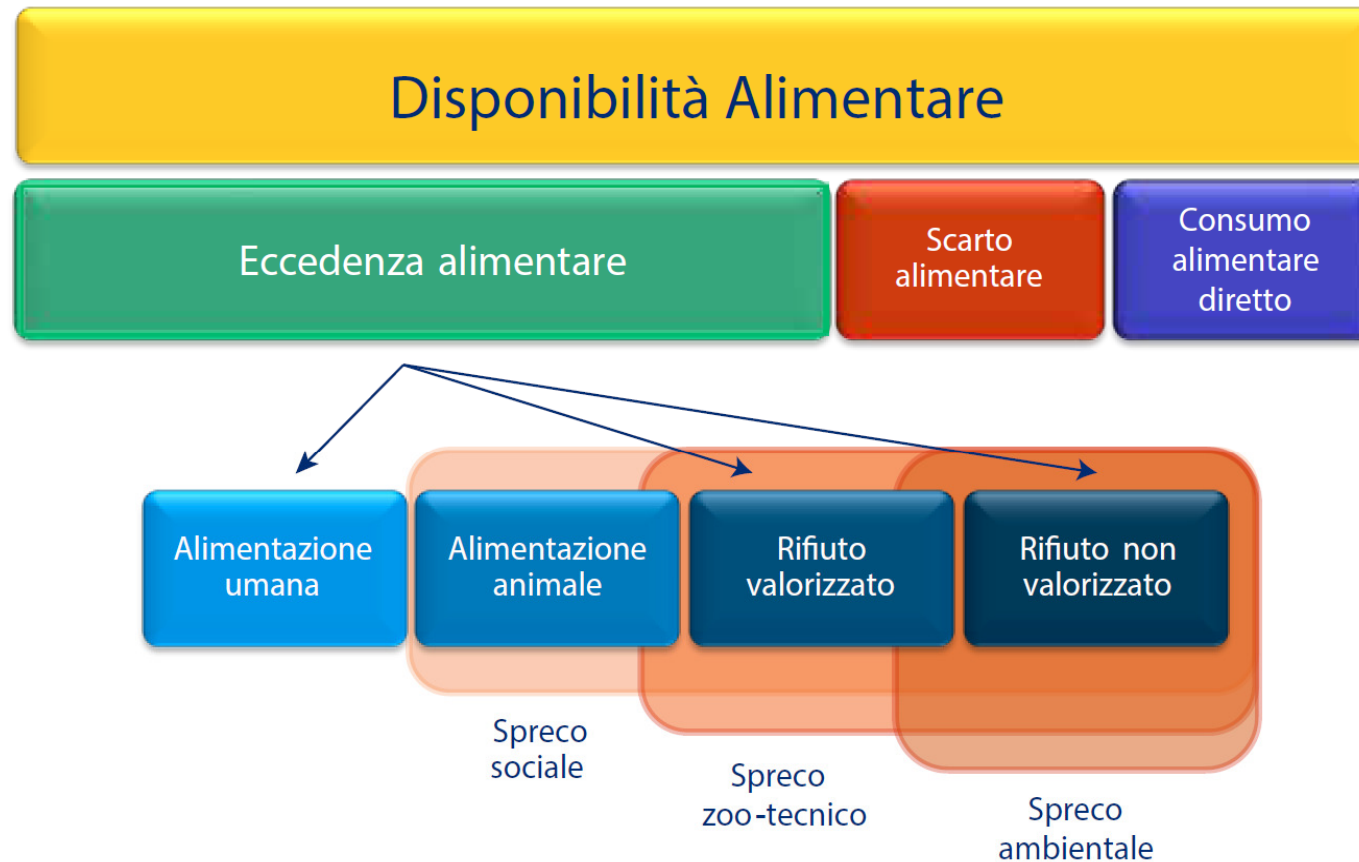 Disponibilità Alimentare
Eccedenza alimentare
Scarto
alimentare
Consumo
alimentare
diretto
Alimentazione
umana
Alimentazione
animale
Rifiuto
valorizzato
Rifiuto non
valorizzato
Spreco
sociale
Spreco
zoo-tecnico
Spreco
ambientale